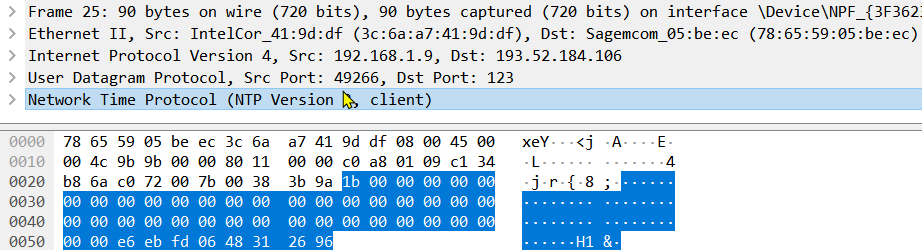 Frame 25: 90 bytes on wire (720 bits), 90 bytes captured (720 bits) on interface \Device\NPF_{3F362
Ethernet II, Src: IntelCor_41:9d:df (3c:6a:a7:41:9d:df), Dst: Sagemcom_05:be:ec (78:65:59:05:be:ec)
Internet Protocol Version 4, Src: 192.168.1.9, Dst: 193.52.184.106
User Datagram Protocol, Src Port: 49266, Dst Port: 123
Network Time Protocol (NTP Version , client)
0000 78 65 59 05 be ec 3c 6a a7 41 9d df 08 00 45 00 xeY···<j ·A····E·
0010 00 4c 9b 9b 00 00 80 11 00 00 c0 a8 01 09 c1 34 ·L······ ·······4
0020 b8 6a c0 72 00 7b 00 38 3b 9a 1b 00 00 00 00 00 ·j·r·{·8 ;·······
0030 00 00 00 00 00 00 00 00 00 00 00 00 00 00 00 00 ········ ········
0040 00 00 00 00 00 00 00 00 00 00 00 00 00 00 00 00 ········ ········
0050 00 00 e6 eb fd 06 48 31 26 96 ······H1 &·